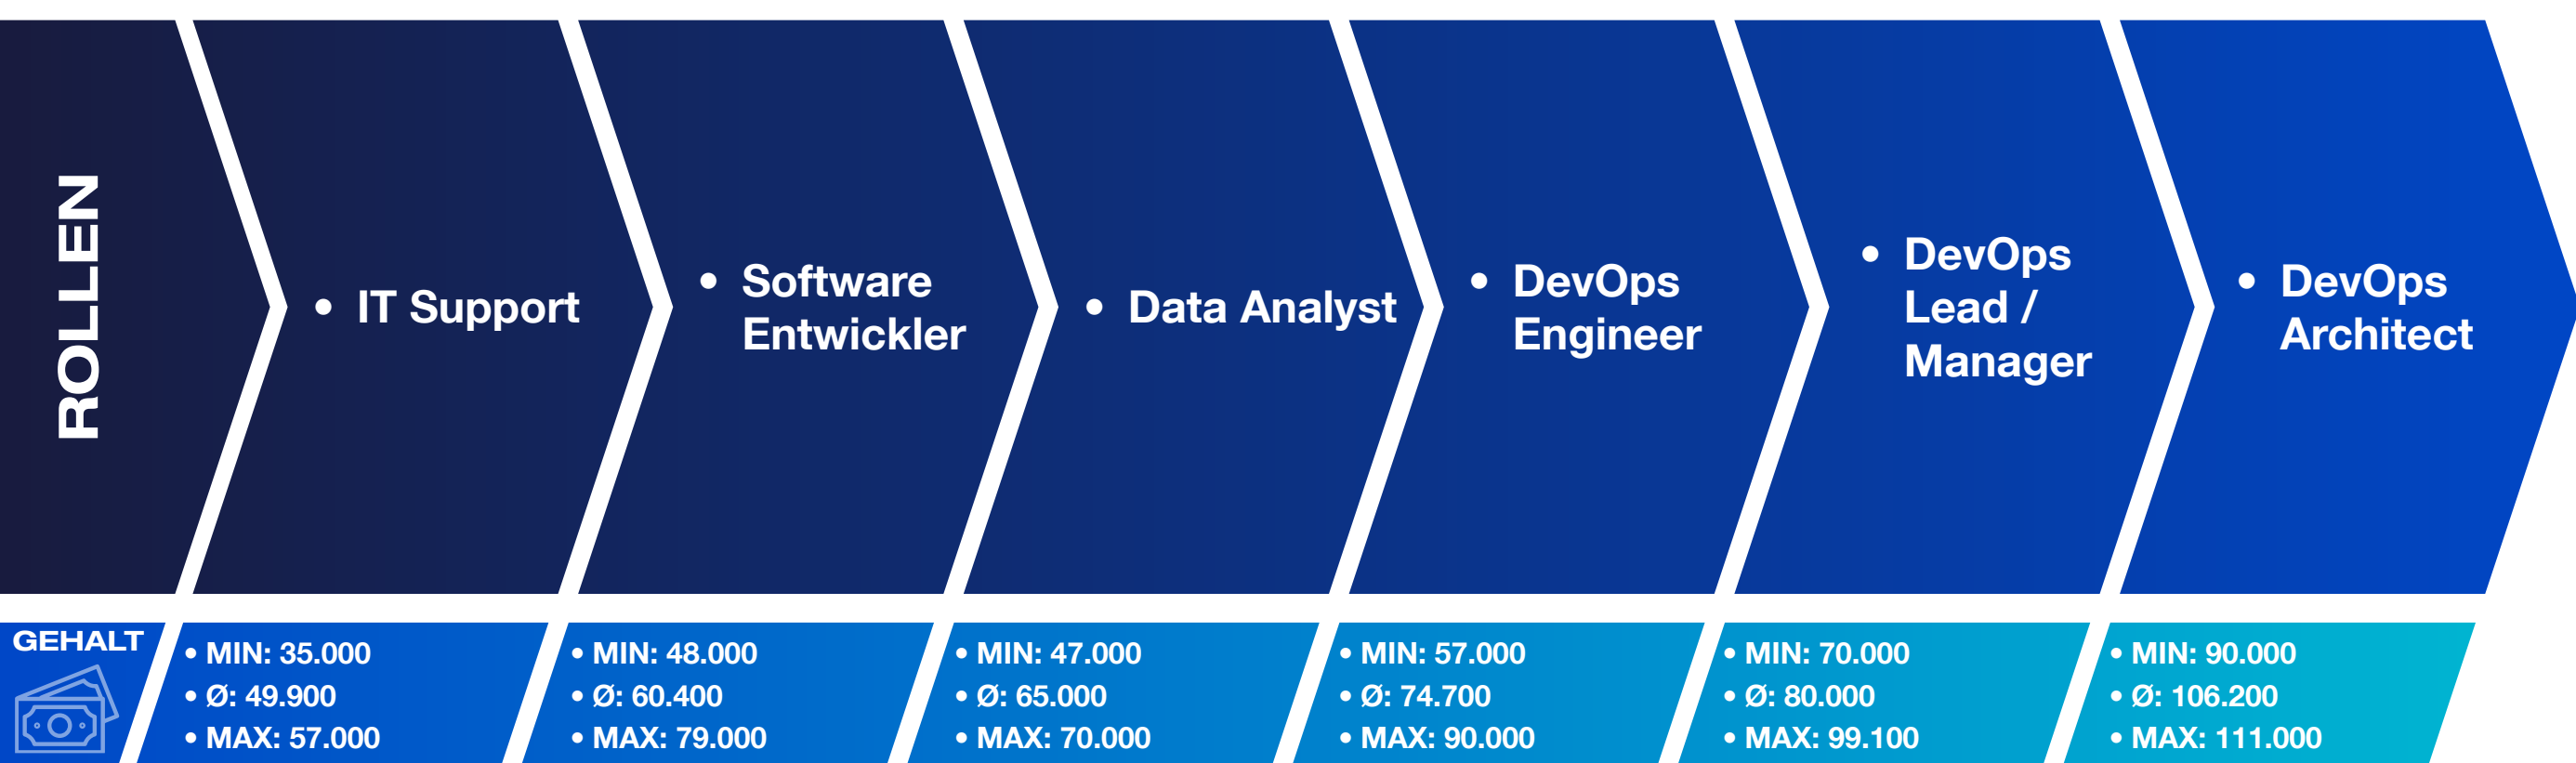 ROLLEN
• IT Support
• Software
Entwickler
• Data Analyst
• DevOps
Engineer
• DevOps
Lead /
Manager
• DevOps
Architect
GEHALT
• MIN: 35.000
• Ø: 49.900
• MAX: 57.000
• MIN: 48.000
• Ø: 60.400
• MAX: 79.000
• MIN: 47.000
• Ø: 65.000
• MAX: 70.000
• MIN: 57.000
• Ø: 74.700
• MAX: 90.000
• MIN: 70.000
• Ø: 80.000
• MAX: 99.100
• MIN: 90.000
• Ø: 106.200
• MAX: 111.000